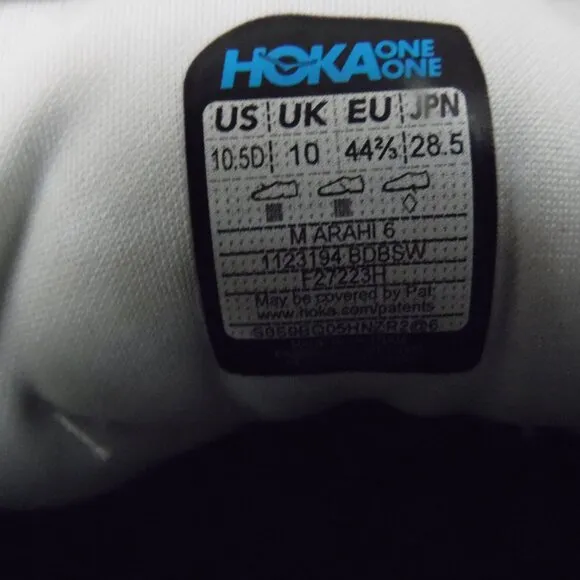 HOKA ONE ONE
US UK EU JPN
10.5D 10 44⅔ 28.5
M ARAHI 6
1123194 BDBSW
F27223H
May be covered by Pat.
www.hoka.com/patents